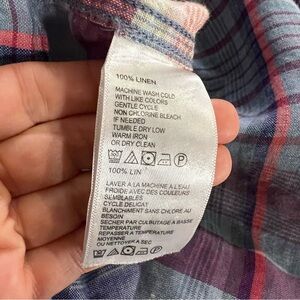 100% LINEN
MACHINE WASH COLD
WITH LIKE COLORS
GENTLE CYCLE
NON CHLORINE BLEACH
IF NEEDED
TUMBLE DRY LOW
WARM IRON
OR DRY CLEAN
P
100% LIN
LAVER A LA MACHINE A L'EAU
FROIDE AVEC DES COULEURS
SEMBLABLES
CYCLE DELICAT
BLANCHIMENT SANS CHLORE AU
BESOIN
SECHER PAR CULBUTAGE A BASSE
TEMPERATURE
REPASSER A TEMPERATURE
MOYENNE
OU NETTOYER A SEC
P